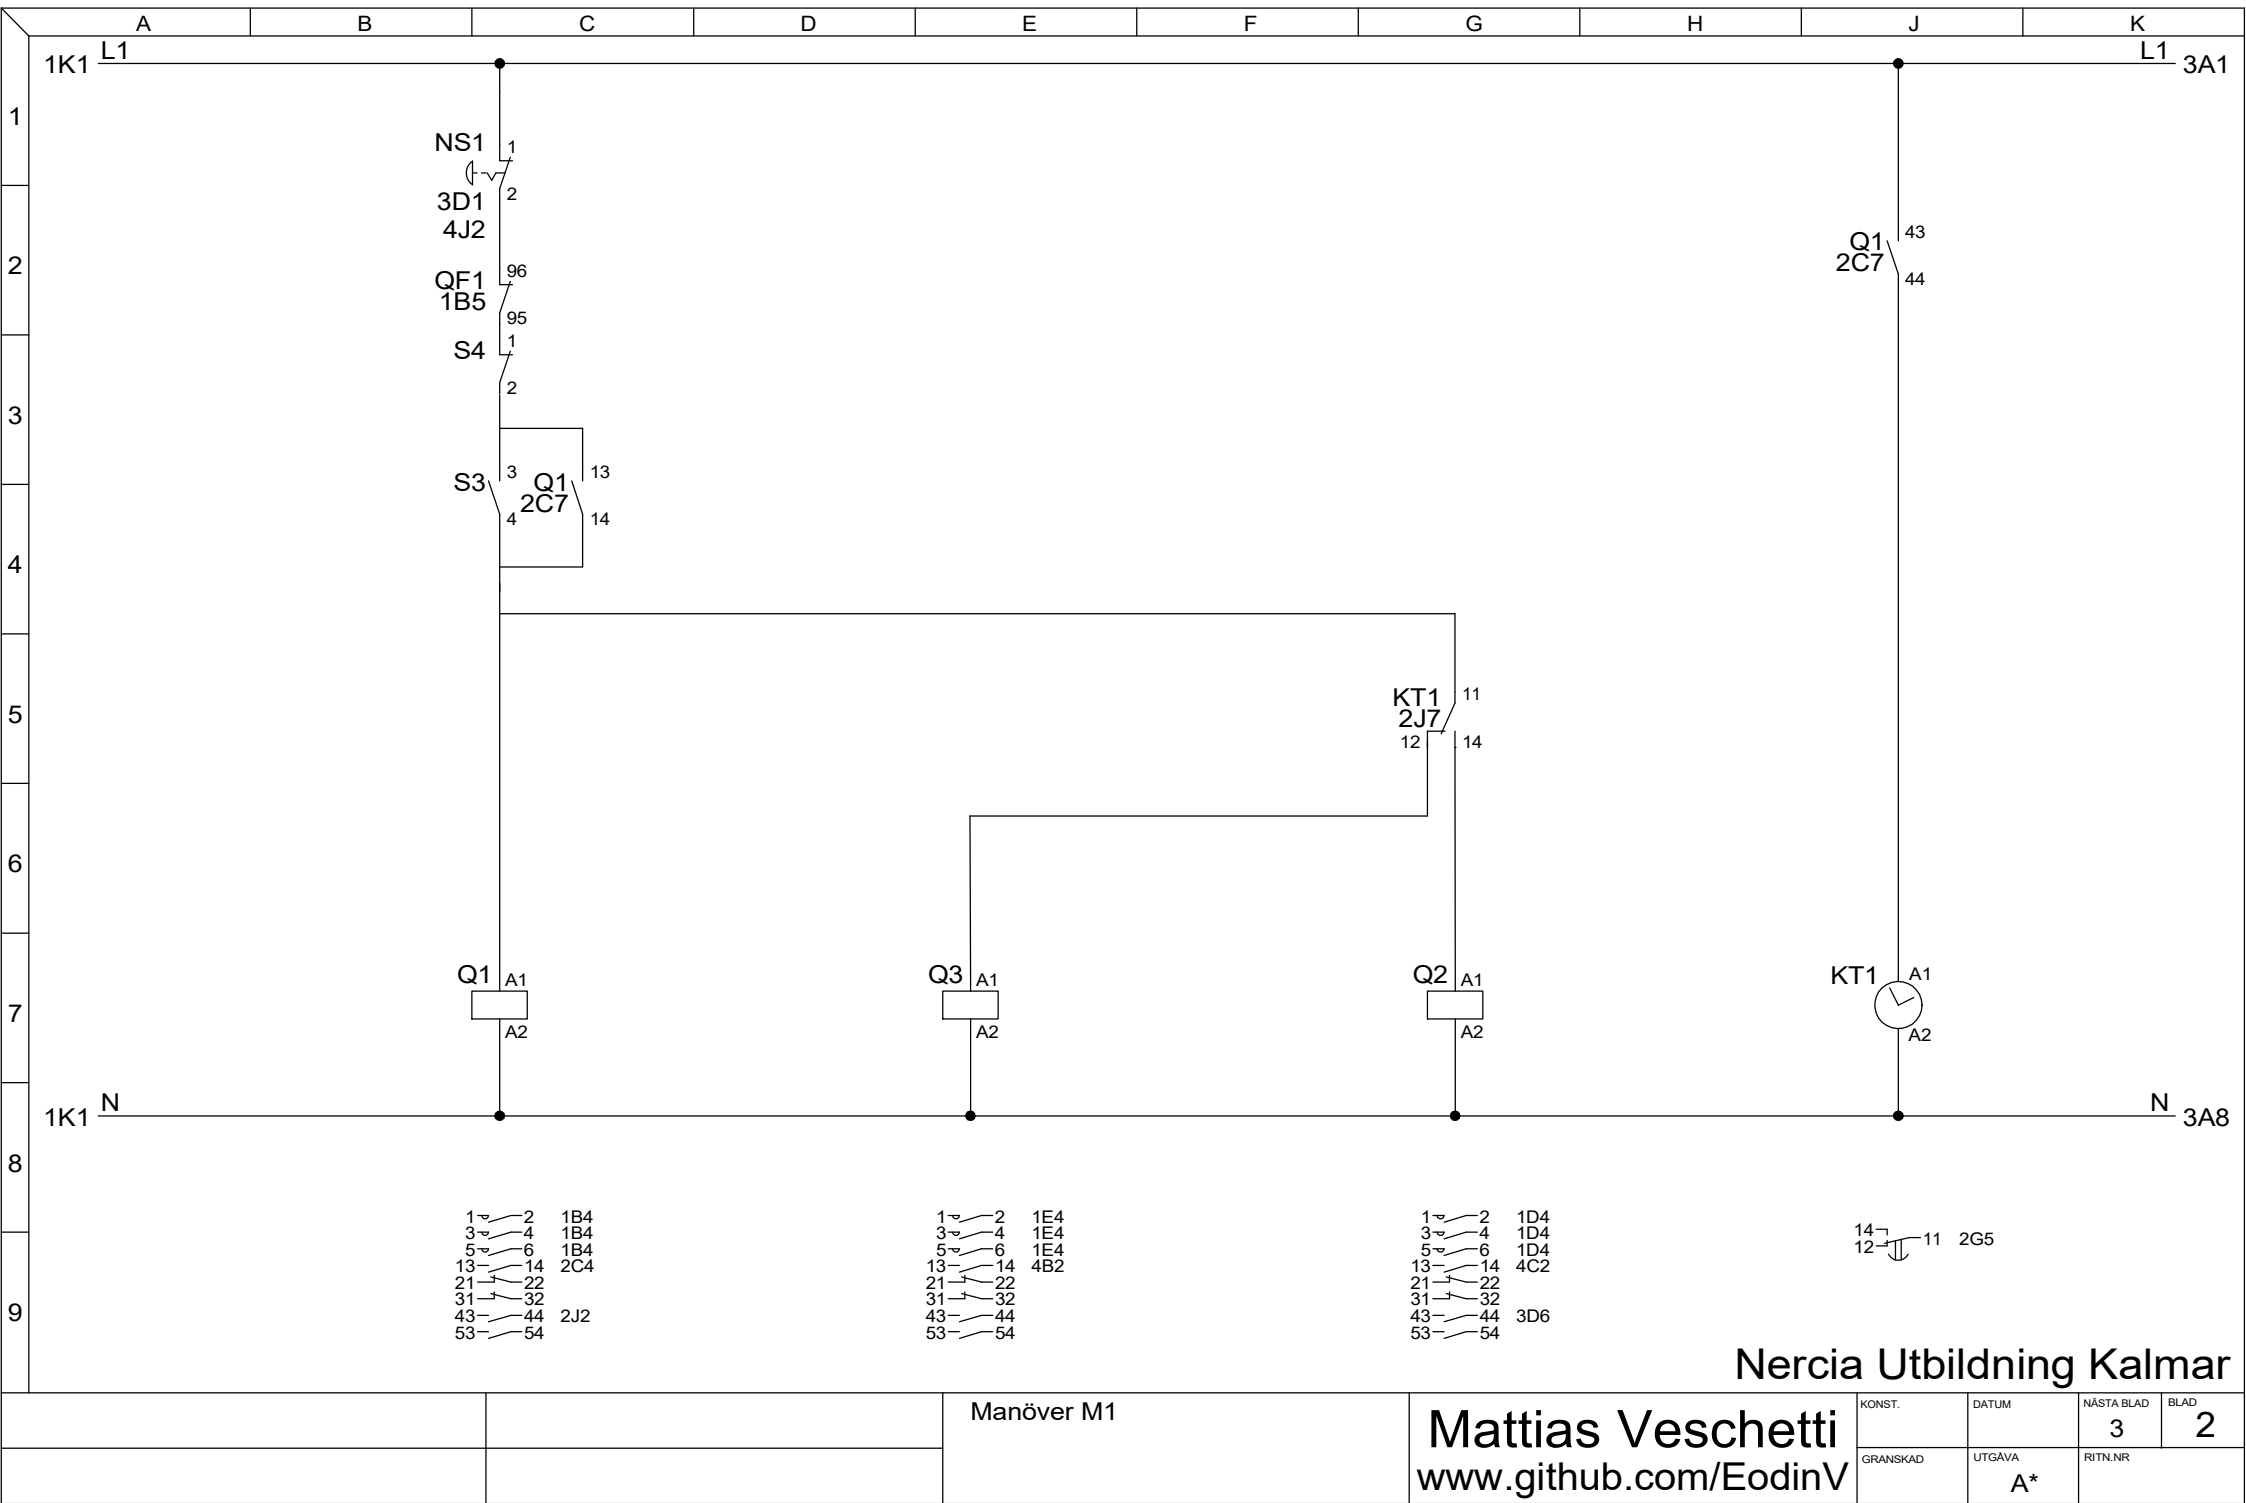 A B C D E F G H J K
1K1 L1 L1 3A1
1
NS1 1
2
3D1
4J2
Q1 43
2C7
44
2
QF1 96
1B5
95
S4 1
2
3
S3 3 Q1 13
2C7
4 14
4
KT1 11
2J7
12 14
5
6
Q1 A1 Q3 A1 Q2 A1 KT1 A1
A2 A2 A2 A2
7
1K1 N N 3A8
8
1 2 1B4
3 4 1B4
5 6 1B4
13 14 2C4
21 22
31 32
43 44 2J2
53 54
1 2 1E4
3 4 1E4
5 6 1E4
13 14 4B2
21 22
31 32
43 44
53 54
1 2 1D4
3 4 1D4
5 6 1D4
13 14 4C2
21 22
31 32
43 44 3D6
53 54
14
12 11 2G5
9
Nercia Utbildning Kalmar
Manöver M1
Mattias Veschetti
www.github.com/EodinV
KONST. DATUM NÄSTA BLAD BLAD
3 2
GRANSKAD UTGÅVA RITN.NR
A*